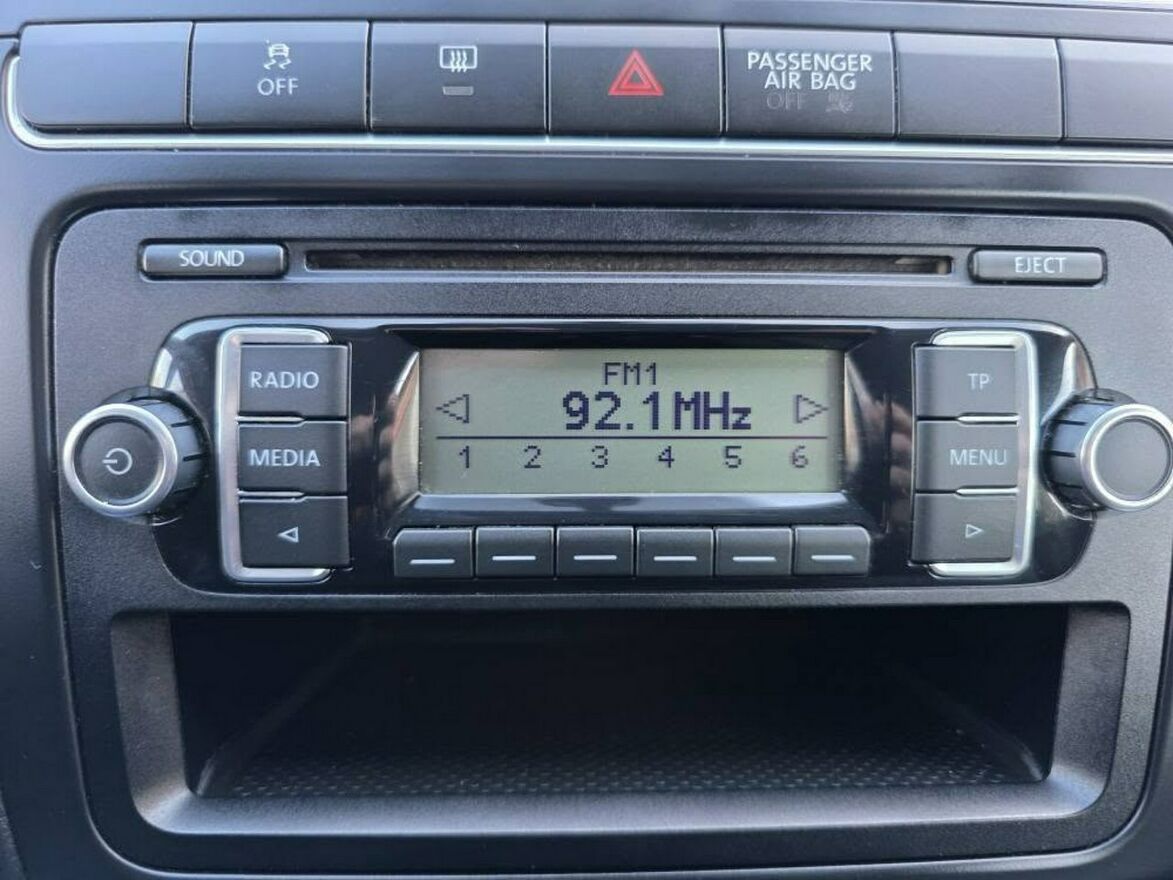 OFF
PASSENGER
AIR BAG
OFF
SOUND
EJECT
RADIO
FM1
TP
92.1MHz
MEDIA
1 2 3 4 5 6
MENU